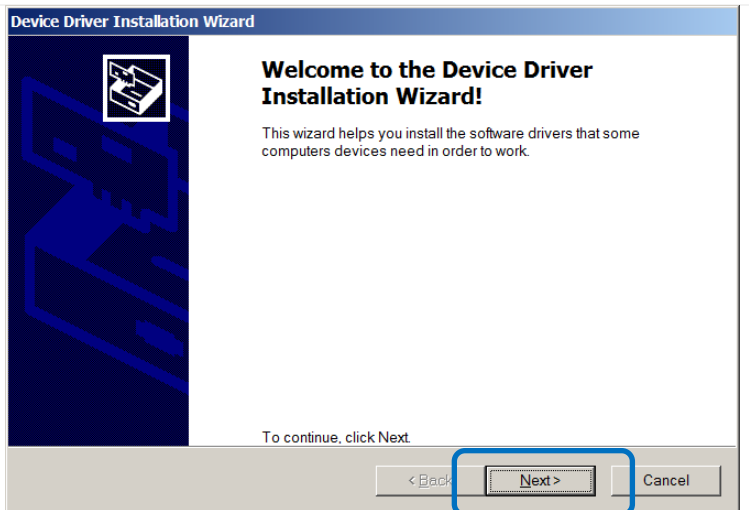 Device Driver Installation Wizard
Welcome to the Device Driver
Installation Wizard!
This wizard helps you install the software drivers that some
computers devices need in order to work.
To continue, click Next.
< Back
Next >
Cancel